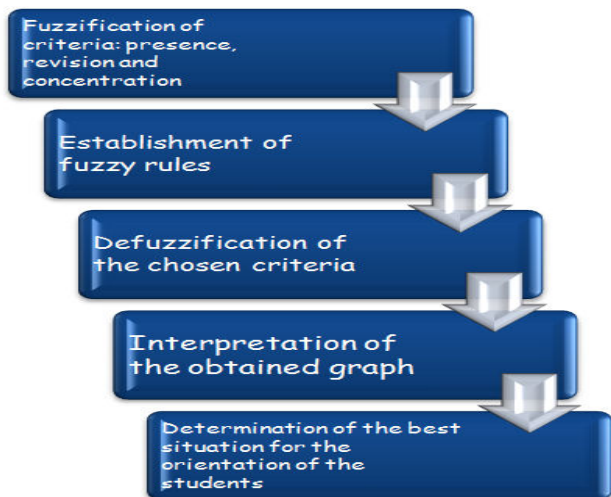 Fuzzification of
criteria: presence,
revision and
concentration
Establishment of
fuzzy rules
Defuzzification of
the chosen criteria
Interpretation of
the obtained graph
Determination of the best
situation for the
orientation of the
students